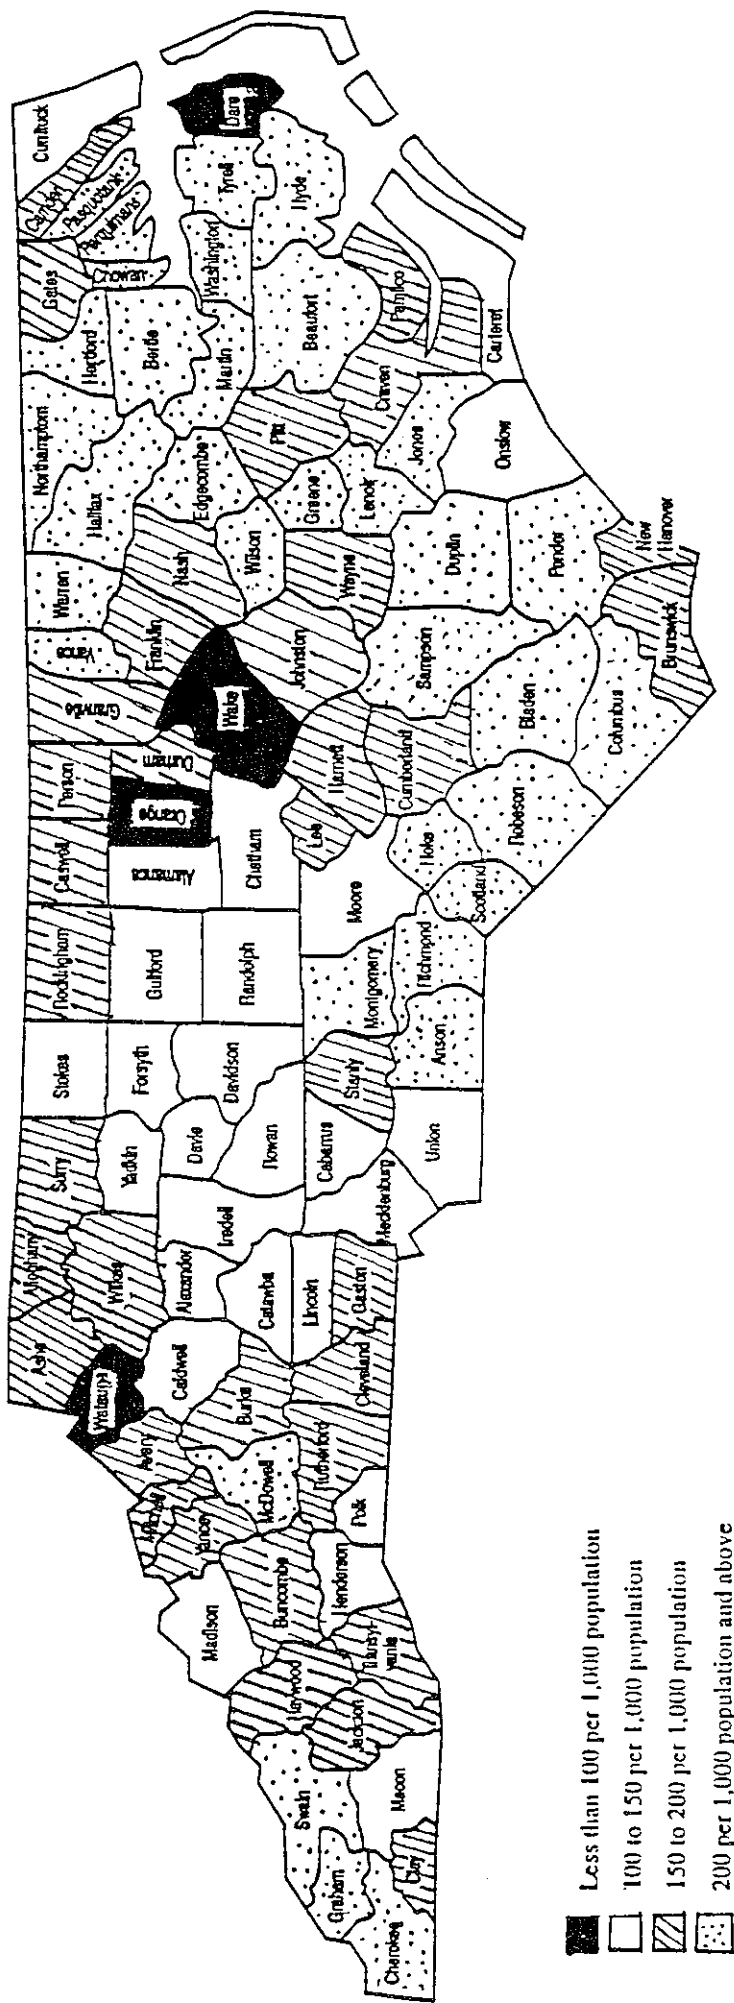 Ashe
Alleghany
Surry
Stokes
Rockingham
Caswell
Person
Granville
Vance
Warren
Northampton
Gates
Camden
Currituck
Pasquotank
Perquimans
Chowan
Hertford
Halifax
Watauga
Wilkes
Yadkin
Forsyth
Guilford
Alamance
Orange
Durham
Franklin
Nash
Edgecombe
Bertie
Martin
Washington
Tyrell
Dare
Mitchell
Avery
Caldwell
Alexander
Iredell
Davie
Davidson
Randolph
Chatham
Wake
Wilson
Pitt
Beaufort
Hyde
Madison
Yancey
McDowell
Burke
Catawba
Rowan
Johnston
Greene
Swain
Haywood
Buncombe
Rutherford
Cleveland
Lincoln
Gaston
Cabarrus
Stanly
Montgomery
Moore
Lee
Harnett
Wayne
Lenoir
Craven
Pamlico
Graham
Jackson
Transyl-
vania
Henderson
Polk
Mecklenburg
Union
Anson
Richmond
Hoke
Scotland
Cumberland
Sampson
Duplin
Jones
Carteret
Cherokee
Clay
Macon
Robeson
Bladen
Pender
Onslow
Columbus
Brunswick
New
Hanover
Less than 100 per 1,000 population
100 to 150 per 1,000 population
150 to 200 per 1,000 population
200 per 1,000 population and above